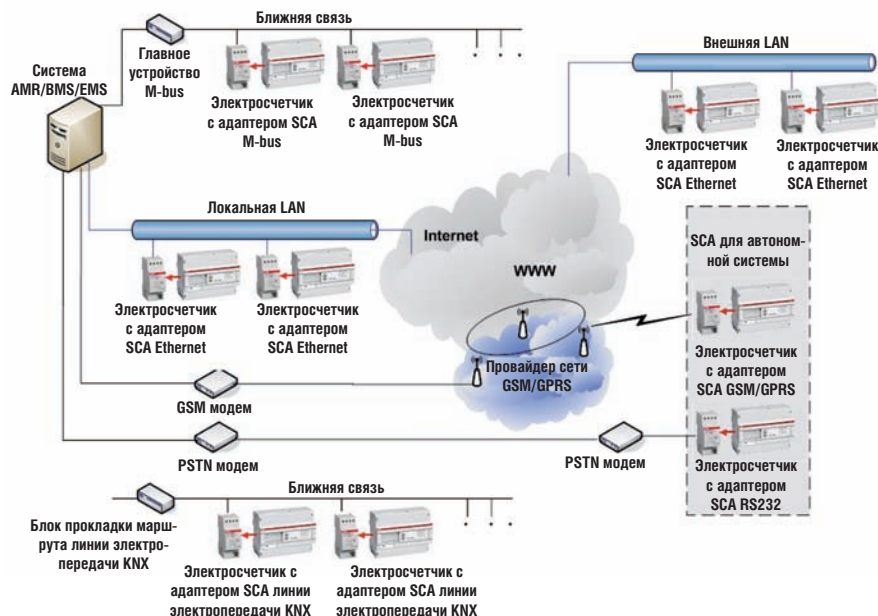 Ближняя связь
Главное
устройство
M-bus
Система
AMR/BMS/EMS
Электросчетчик
с адаптером SCA
M-bus
Электросчетчик
с адаптером SCA
M-bus
Внешняя LAN
Электросчетчик
с адаптером
SCA Ethernet
Электросчетчик
с адаптером
SCA Ethernet
Локальная LAN
Internet
Электросчетчик
с адаптером
SCA Ethernet
Электросчетчик
с адаптером
SCA Ethernet
WWW
SCA для автоном-
ной системы
Провайдер сети
GSM/GPRS
Электросчетчик
с адаптером
SCA GSM/GPRS
GSM модем
PSTN модем
PSTN модем
Электросчетчик
с адаптером
SCA RS232
Ближняя связь
Блок прокладки марш-
рута линии электро-
передачи KNX
Электросчетчик с
адаптером SCA линии
электропередачи KNX
Электросчетчик с
адаптером SCA линии
электропередачи KNX